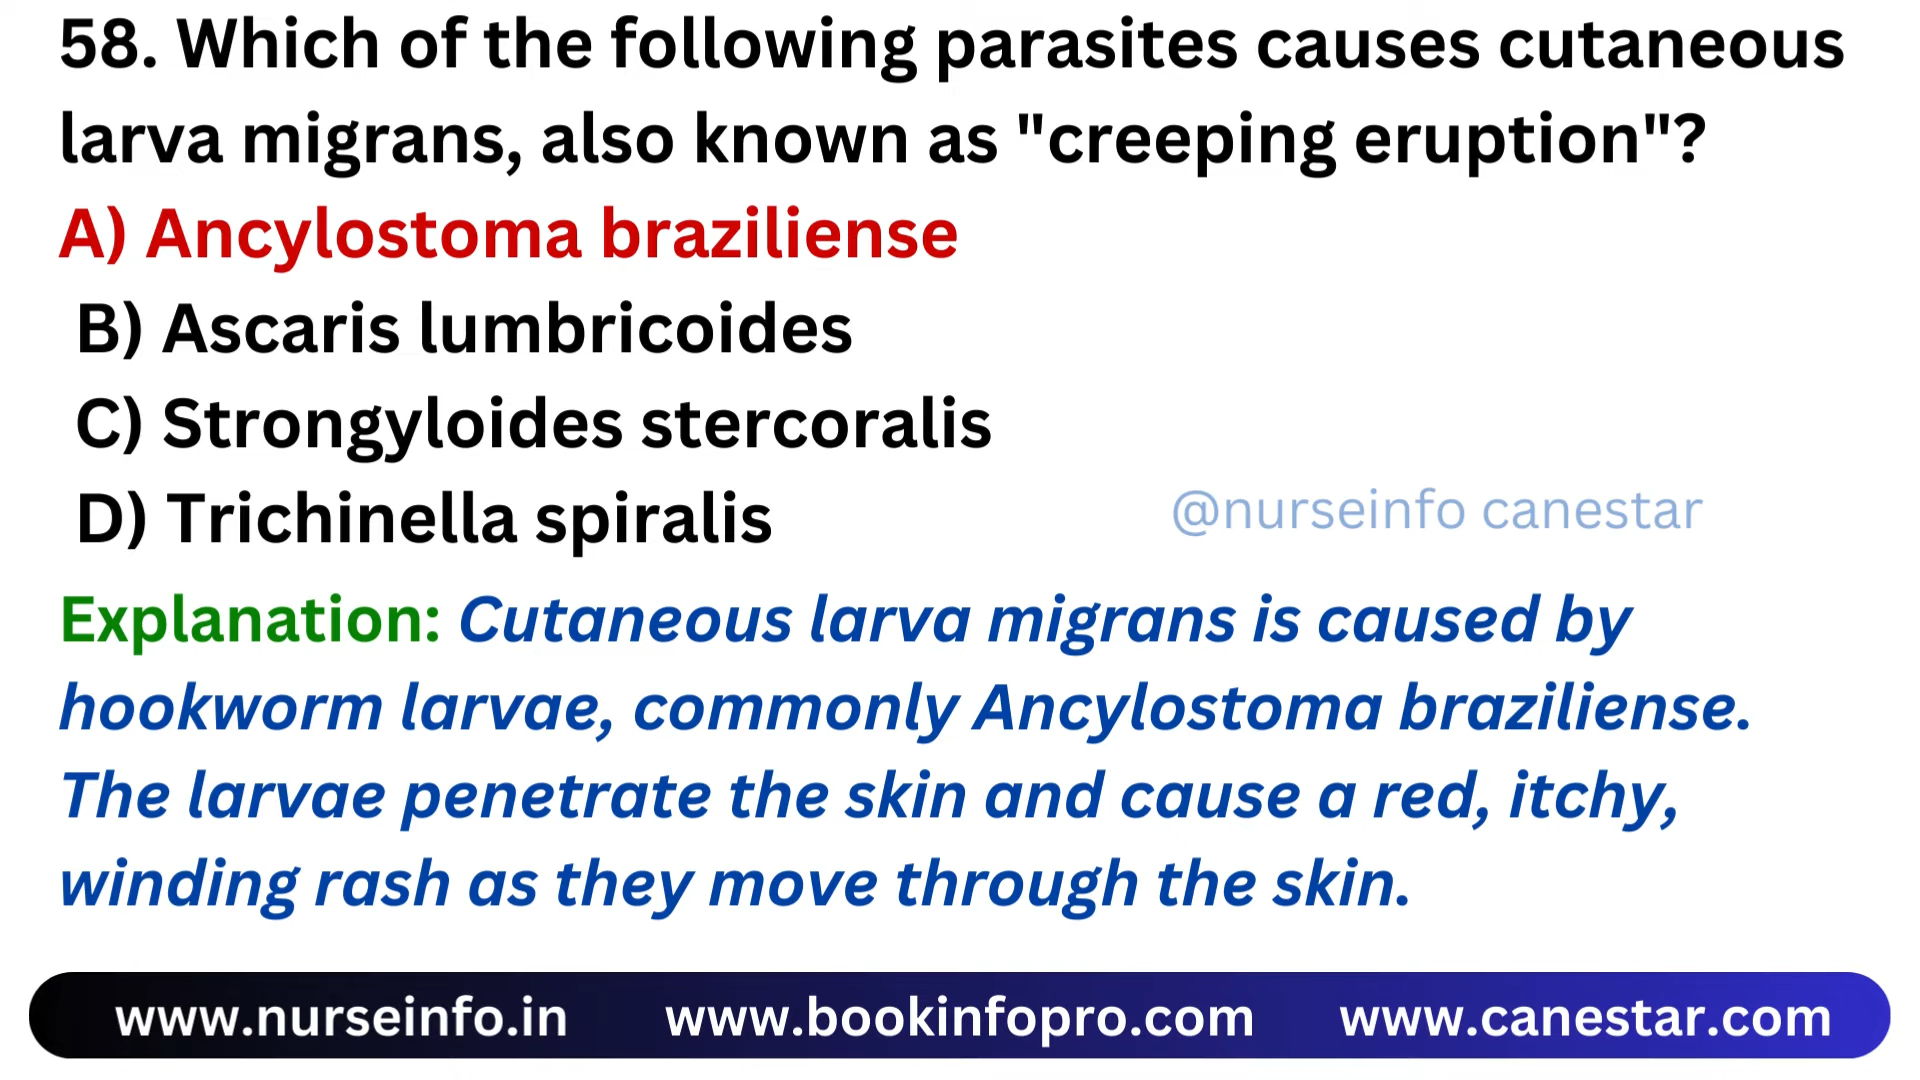 58. Which of the following parasites causes cutaneous
larva migrans, also known as "creeping eruption"?
A) Ancylostoma braziliense
B) Ascaris lumbricoides
C) Strongyloides stercoralis
D) Trichinella spiralis
@nurseinfo canestar
Explanation: Cutaneous larva migrans is caused by
hookworm larvae, commonly Ancylostoma braziliense.
The larvae penetrate the skin and cause a red, itchy,
winding rash as they move through the skin.
www.nurseinfo.in www.bookinfopro.com www.canestar.com